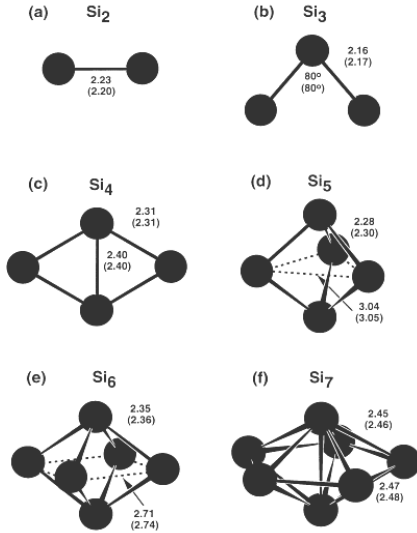 (a) Si2
2.23
(2.20)
(b) Si3
2.16
(2.17)
80º
(80º)
(c) Si4
2.31
(2.31)
2.40
(2.40)
(d) Si5
2.28
(2.30)
3.04
(3.05)
(e) Si6
2.35
(2.36)
2.71
(2.74)
(f) Si7
2.45
(2.46)
2.47
(2.48)